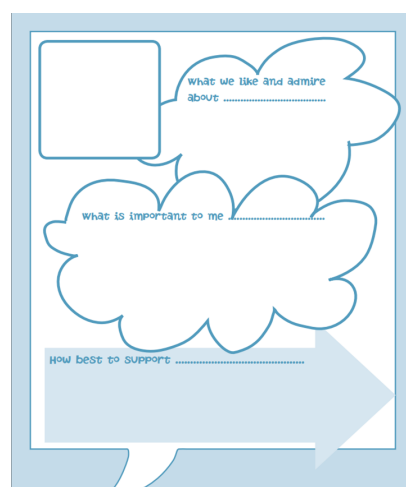 What we like and admire
about ..................................
What is important to me ................................
How best to support ...........................................